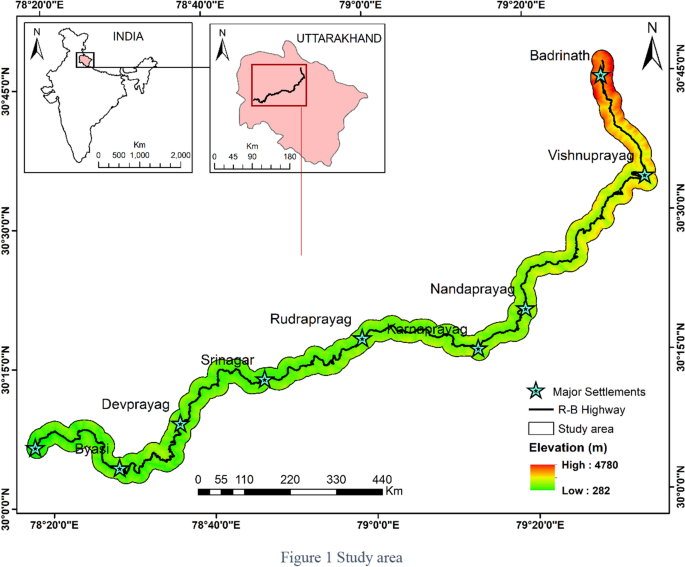 78°20'0"E 78°40'0"E 79°0'0"E 79°20'0"E
N INDIA
Km
0 500 1,000 2,000
N UTTARAKHAND
Km
0 45 90 180
N
Badrinath
Vishnuprayag
Nandaprayag
Rudraprayag
Karnaprayag
Srinagar
Devprayag
Byasi
30°45'0"N
30°30'0"N
30°15'0"N
30°0'0"N
30°45'0"N
30°30'0"N
30°15'0"N
30°0'0"N
Major Settlements
R-B Highway
Study area
Elevation (m)
High : 4780
Low : 282
0 55 110 220 330 440
Km
78°20'0"E 78°40'0"E 79°0'0"E 79°20'0"E
Figure 1 Study area